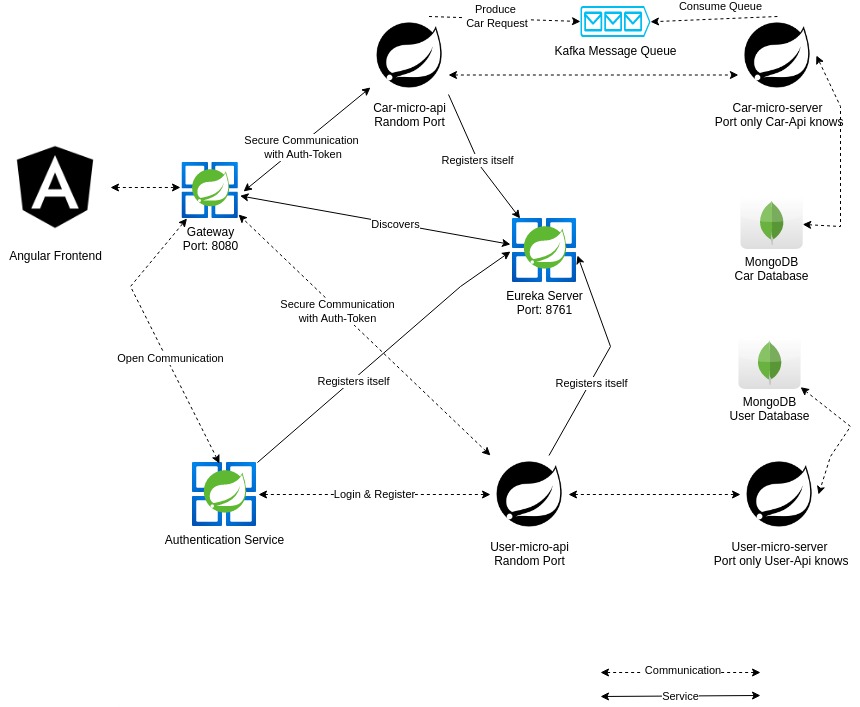 Produce
Car Request
Consume Queue
Kafka Message Queue
Car-micro-api
Random Port
Car-micro-server
Port only Car-Api knows
Secure Communication
with Auth-Token
Registers itself
Gateway
Port: 8080
Discovers
Angular Frontend
MongoDB
Car Database
Eureka Server
Port: 8761
Secure Communication
with Auth-Token
Open Communication
Registers itself
Registers itself
MongoDB
User Database
Login & Register
Authentication Service
User-micro-api
Random Port
User-micro-server
Port only User-Api knows
Communication
Service